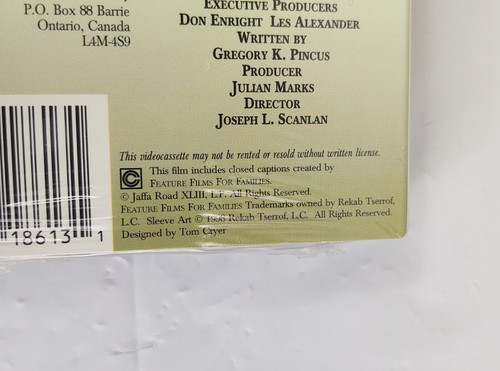 P.O. Box 88 Barrie
Ontario, Canada
L4M-4S9
EXECUTIVE PRODUCERS
DON ENRIGHT LES ALEXANDER
WRITTEN BY
GREGORY K. PINCUS
PRODUCER
JULIAN MARKS
DIRECTOR
JOSEPH L. SCANLAN
This videocassette may not be rented or resold without written license.
This film includes closed captions created by
FEATURE FILMS FOR FAMILIES.
© Jaffa Road XLIII, L.P. All Rights Reserved.
FEATURE FILMS FOR FAMILIES Trademarks owned by Rekab Tserrof,
L.C. Sleeve Art © 1998 Rekab Tserrof, L.C. All Rights Reserved.
Designed by Tom Cryer
18613 1